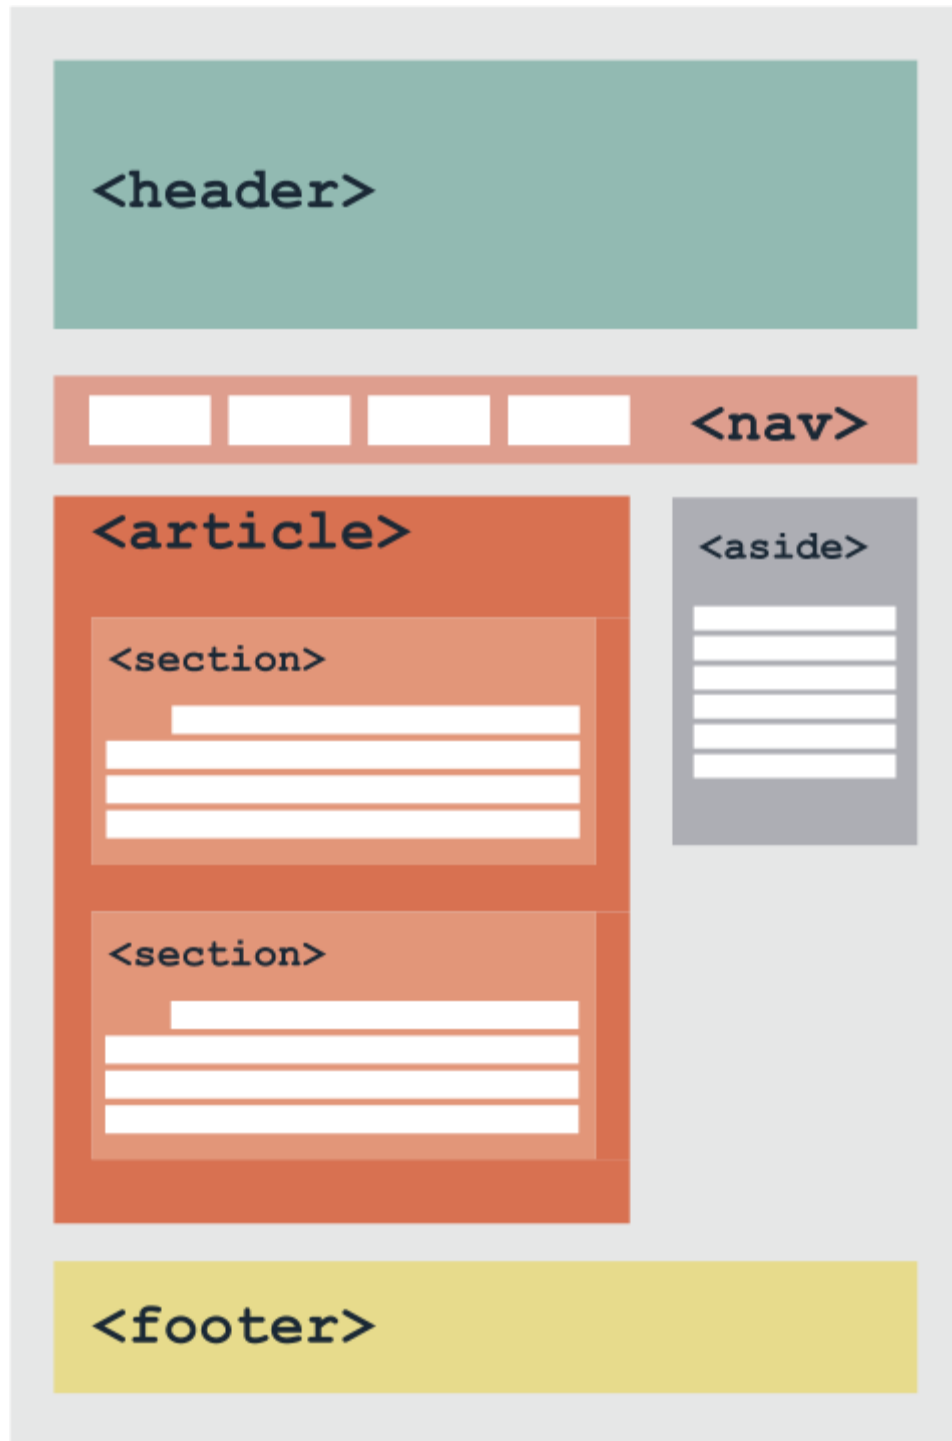 <header>
<nav>
<article>
<aside>
<section>
<section>
<footer>